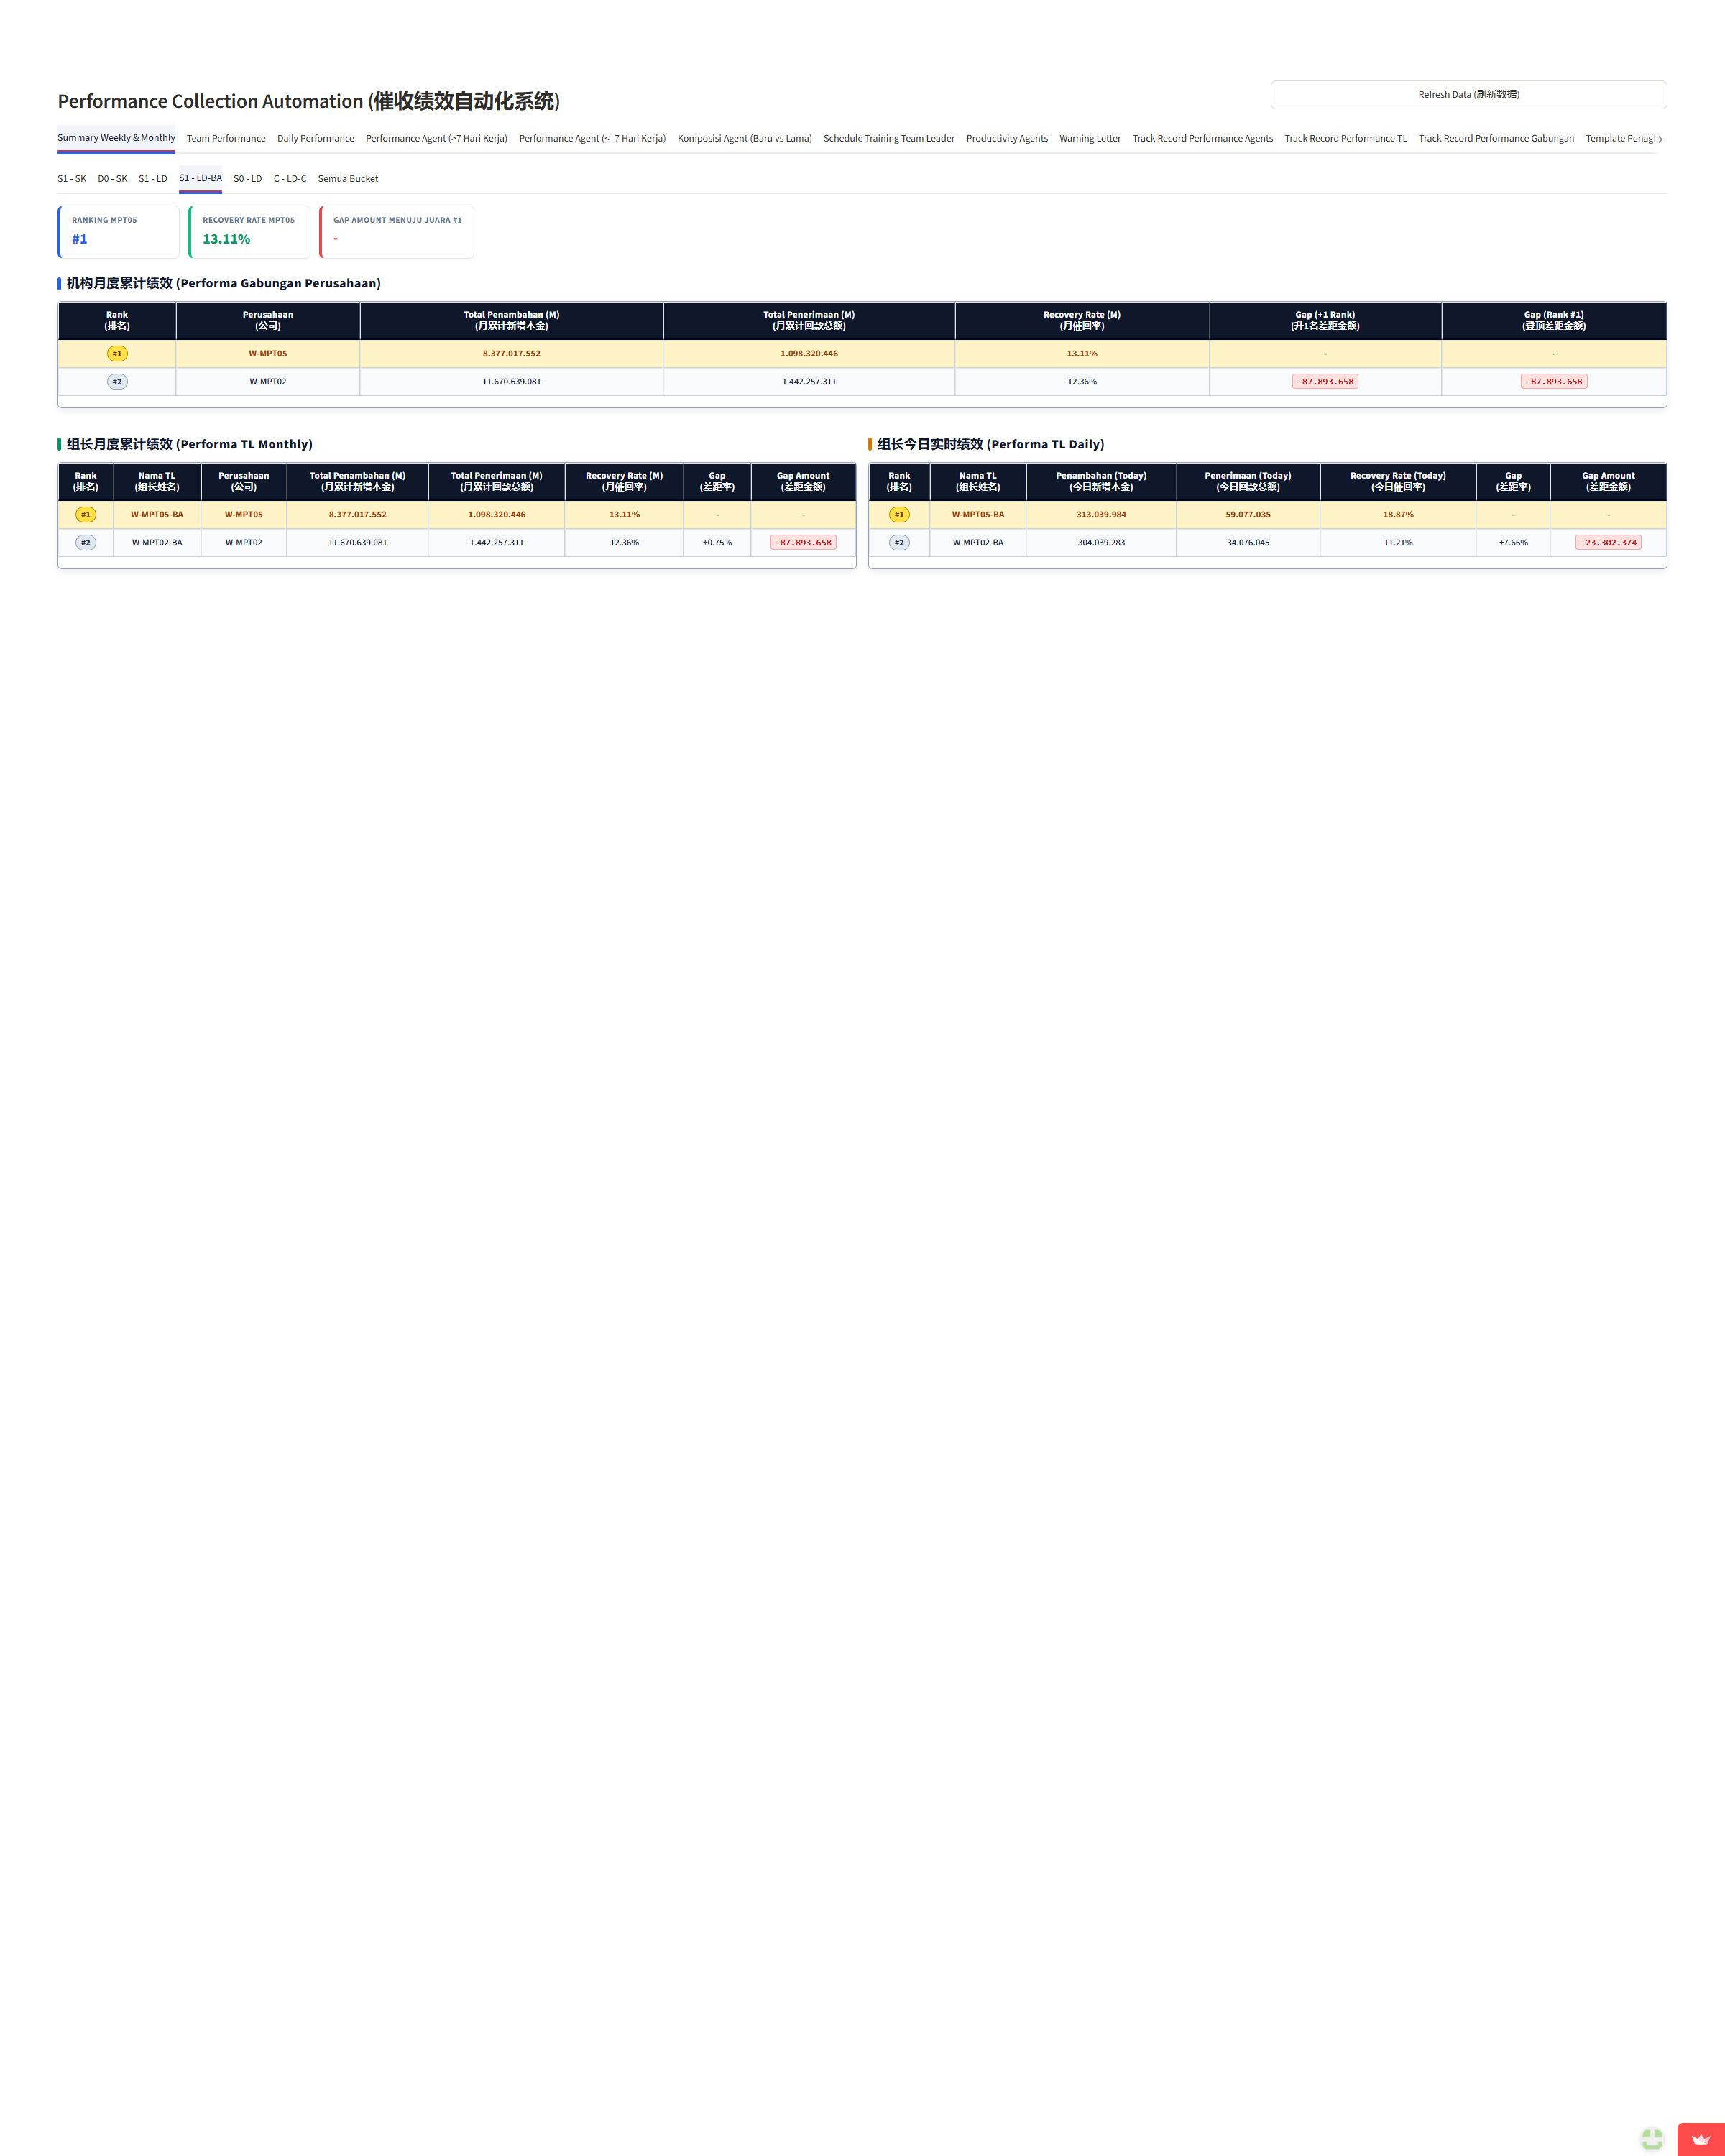 Performance Collection Automation (催收绩效自动化系统)
Refresh Data (刷新数据)
Summary Weekly & Monthly Team Performance Daily Performance Performance Agent (>7 Hari Kerja) Performance Agent (<=7 Hari Kerja) Komposisi Agent (Baru vs Lama) Schedule Training Team Leader Productivity Agents Warning Letter Track Record Performance Agents Track Record Performance TL Track Record Performance Gabungan Template Penagi
S1 - SK D0 - SK S1 - LD S1 - LD-BA S0 - LD C - LD-C Semua Bucket
RANKING MPT05 RECOVERY RATE MPT05 GAP AMOUNT MENUJU JUARA #1
#1 13.11% -
机构月度累计绩效 (Performa Gabungan Perusahaan)
Rank Perusahaan Total Penambahan (M) Total Penerimaan (M) Recovery Rate (M) Gap (+1 Rank) Gap (Rank #1)
(排名) (公司) (月累计新增本金) (月累计回款总额) (月催回率) (升1名差距金额) (登顶差距金额)
#1 W-MPT05 8.377.017.552 1.098.320.446 13.11% - -
#2 W-MPT02 11.670.639.081 1.442.257.311 12.36% -87.893.658 -87.893.658
组长月度累计绩效 (Performa TL Monthly)
Rank Nama TL Perusahaan Total Penambahan (M) Total Penerimaan (M) Recovery Rate (M) Gap Gap Amount
(排名) (组长姓名) (公司) (月累计新增本金) (月累计回款总额) (月催回率) (差距率) (差距金额)
#1 W-MPT05-BA W-MPT05 8.377.017.552 1.098.320.446 13.11% - -
#2 W-MPT02-BA W-MPT02 11.670.639.081 1.442.257.311 12.36% +0.75% -87.893.658
组长今日实时绩效 (Performa TL Daily)
Rank Nama TL Penambahan (Today) Penerimaan (Today) Recovery Rate (Today) Gap Gap Amount
(排名) (组长姓名) (今日新增本金) (今日回款总额) (今日催回率) (差距率) (差距金额)
#1 W-MPT05-BA 313.039.984 59.077.035 18.87% - -
#2 W-MPT02-BA 304.039.283 34.076.045 11.21% +7.66% -23.302.374